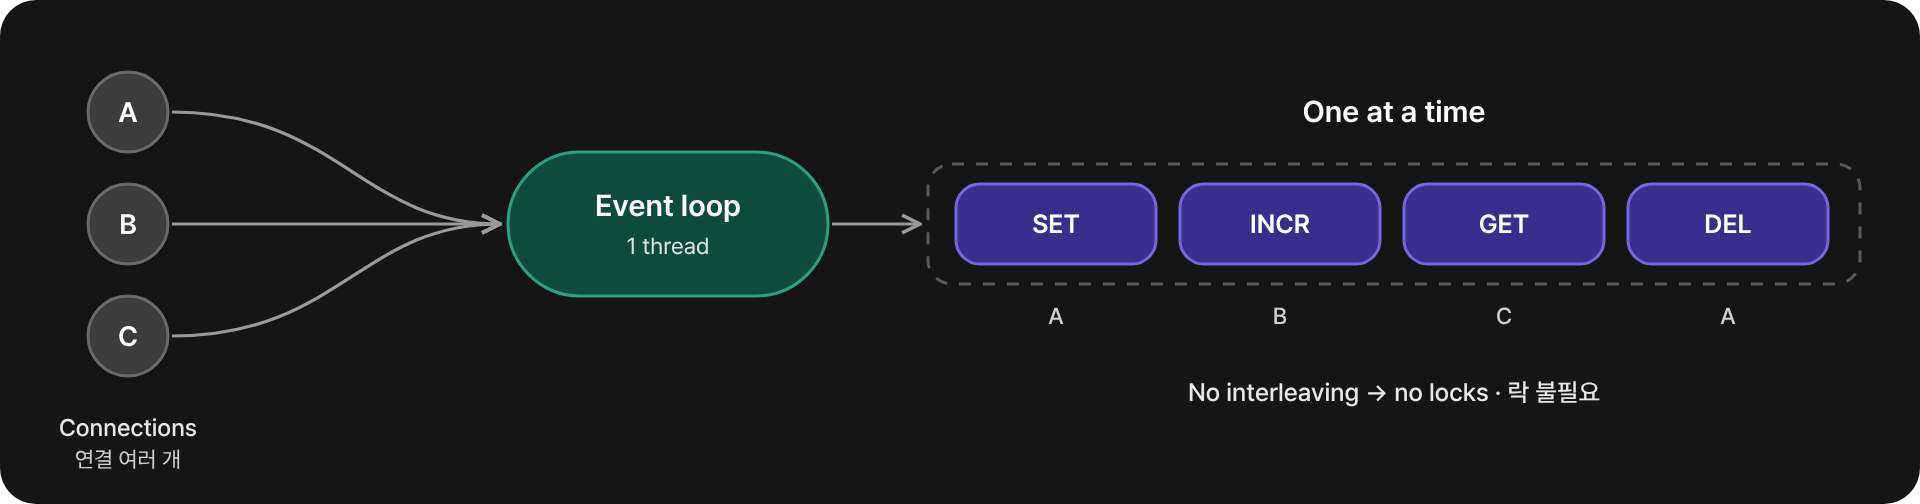 A
B
C
Connections
연결 여러 개
Event loop
1 thread
One at a time
SET
INCR
GET
DEL
A
B
C
A
No interleaving → no locks · 락 불필요